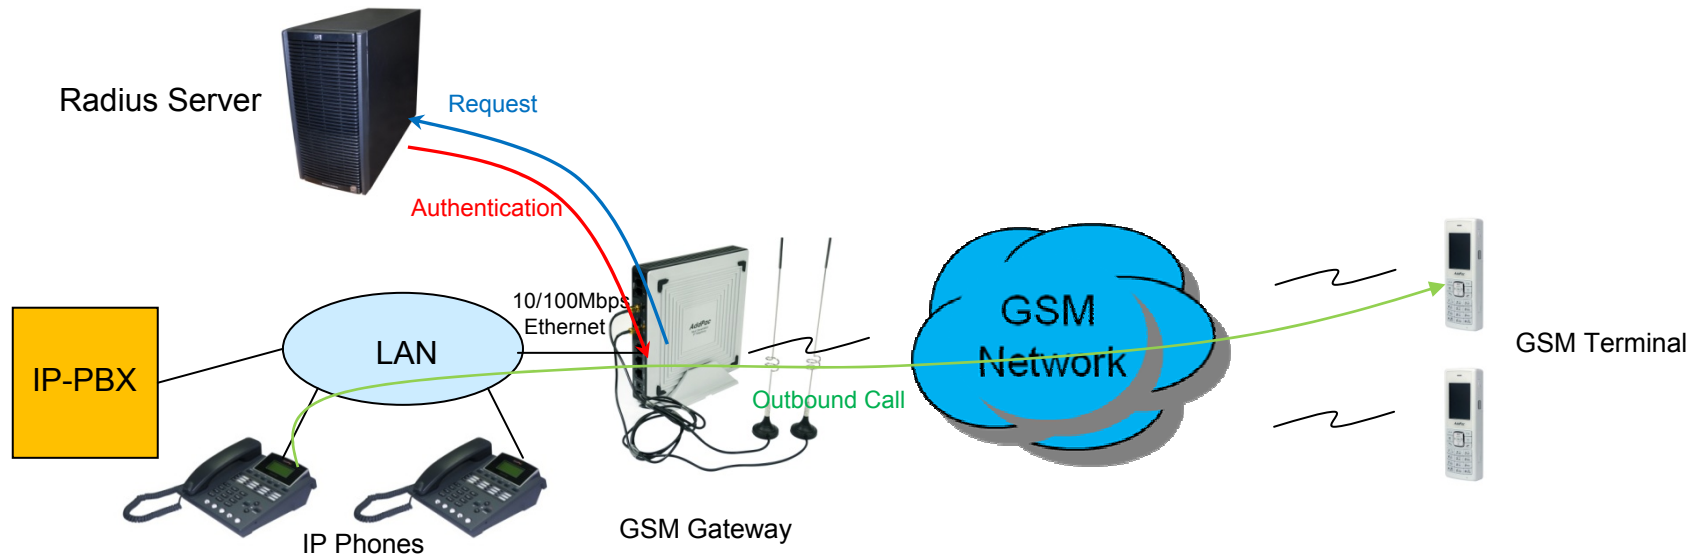 Radius Server
Request
Authentication
10/100Mbps
Ethernet
AddPac
GSM
Network
IP-PBX
LAN
Outbound Call
GSM Terminal
IP Phones
GSM Gateway